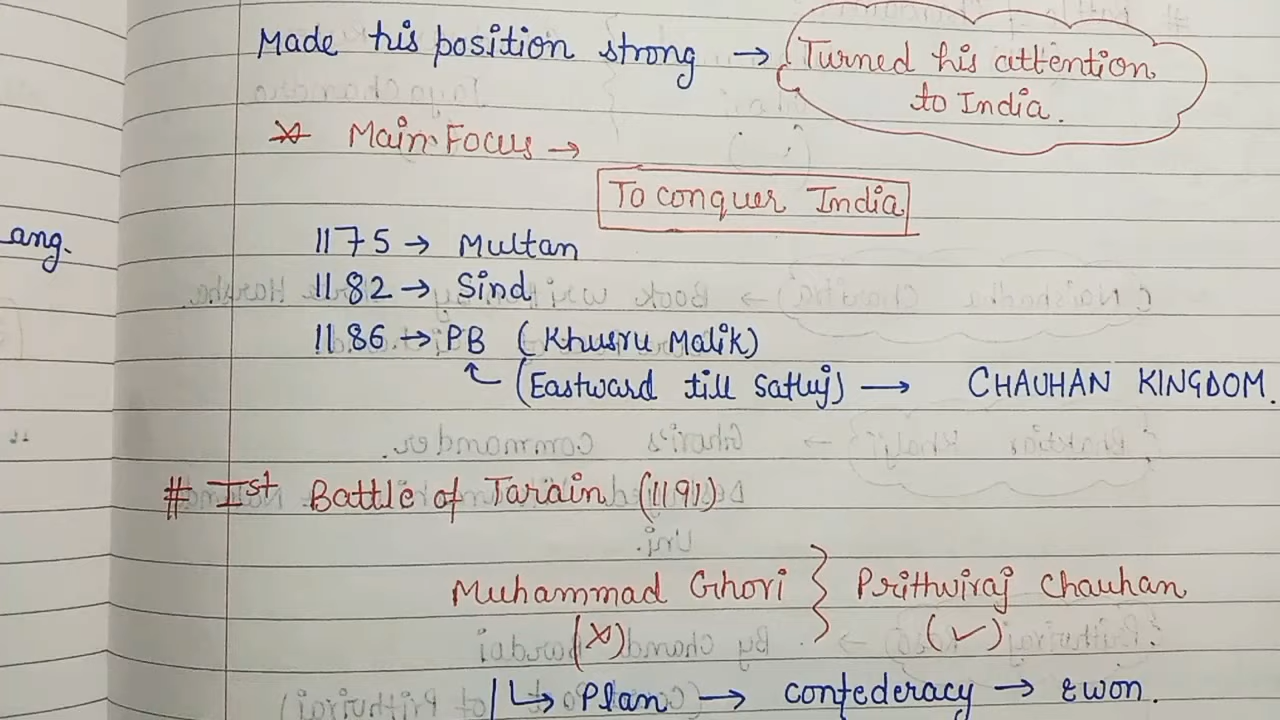 Made his position strong → Turned his attention
to India.
Main Focus →
To conquer India
1175 → Multan
ang.
1182 → Sind
1186 → PB (Khusru Malik)
(Eastward till Satluj) → CHAUHAN KINGDOM.
# Ist Battle of Tarain (1191)
Muhammad Ghori } Prithviraj Chauhan
(×) (✓)
↳ Plan → confederacy → & won.